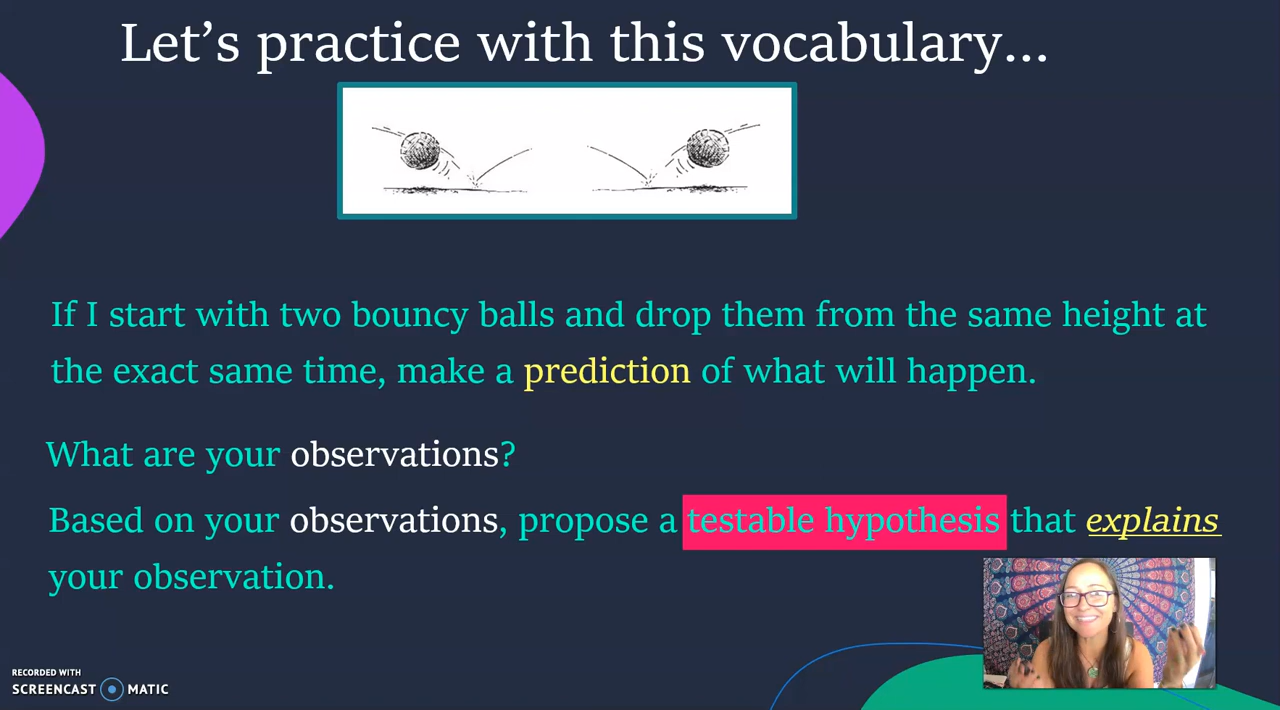 Let’s practice with this vocabulary...
If I start with two bouncy balls and drop them from the same height at
the exact same time, make a prediction of what will happen.
What are your observations?
Based on your observations, propose a testable hypothesis that explains
your observation.
RECORDED WITH
SCREENCAST MATIC